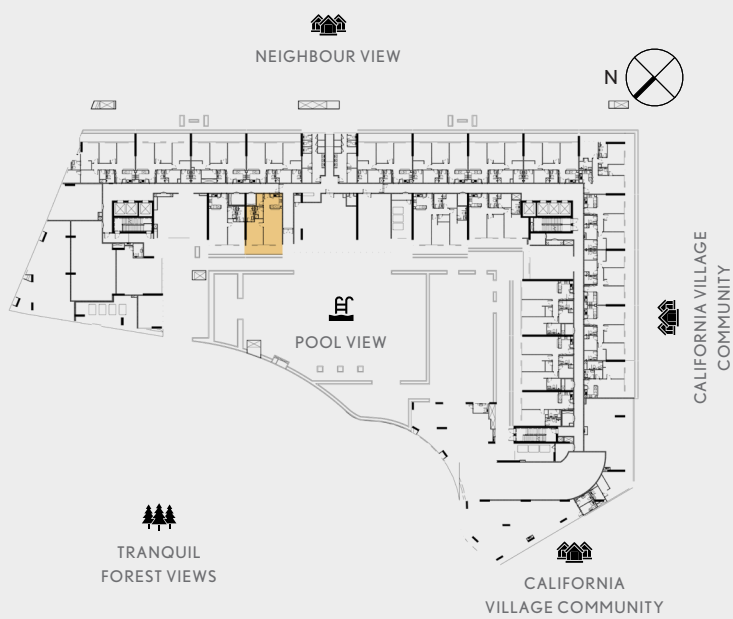 NEIGHBOUR VIEW
N
CALIFORNIA VILLAGE
COMMUNITY
POOL VIEW
TRANQUIL
FOREST VIEWS
CALIFORNIA
VILLAGE COMMUNITY